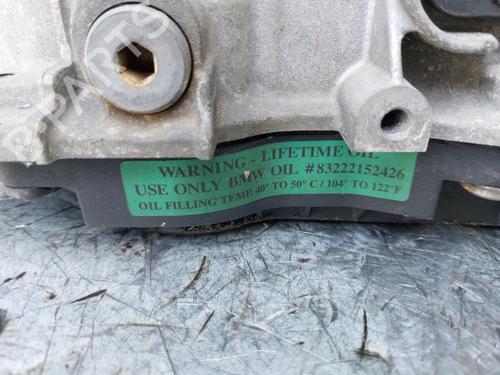 WARNING - LIFETIME OIL
USE ONLY BMW OIL #83222152426
OIL FILLING TEMP. 40° TO 50° C / 104° TO 122°F